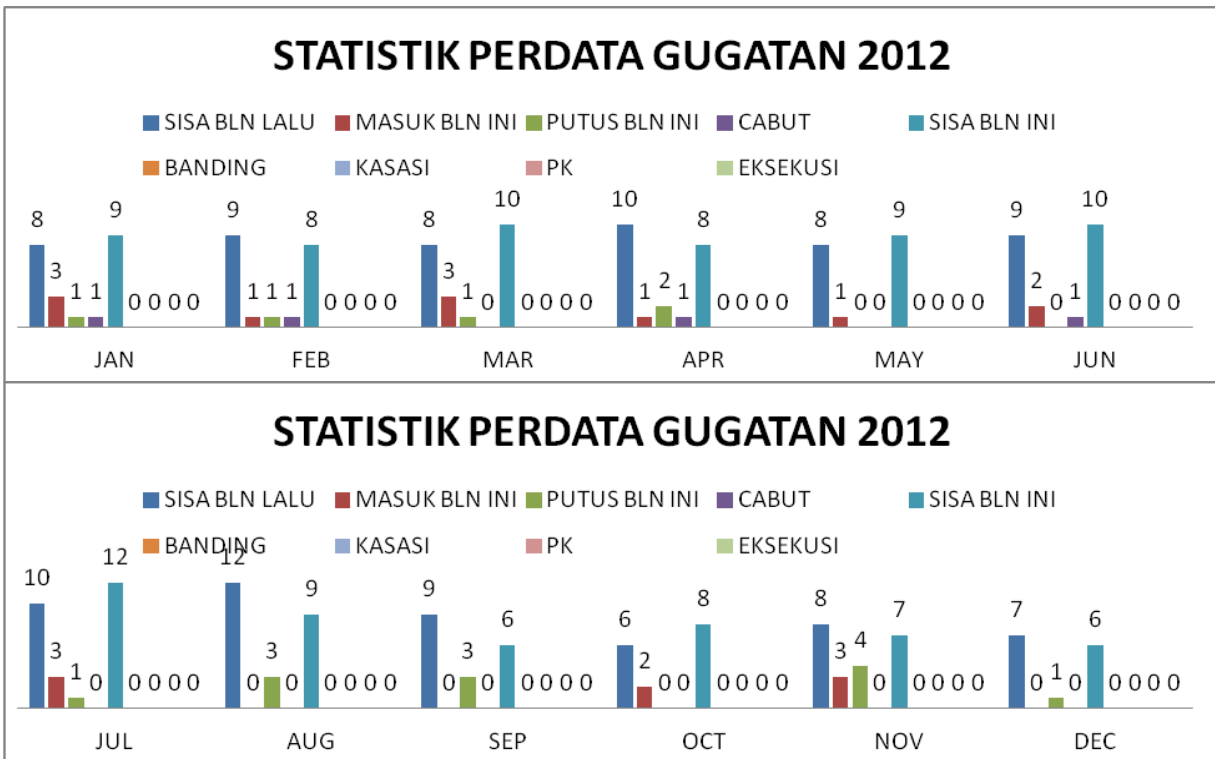 STATISTIK PERDATA GUGATAN 2012
SISA BLN LALU MASUK BLN INI PUTUS BLN INI CABUT SISA BLN INI
BANDING KASASI PK EKSEKUSI
8 3 1 1 9 0 0 0 0 9 1 1 1 8 0 0 0 0 8 3 1 0 10 0 0 0 0 10 1 2 1 8 0 0 0 0 8 1 0 0 9 0 0 0 0 9 2 0 1 10 0 0 0 0
JAN FEB MAR APR MAY JUN
STATISTIK PERDATA GUGATAN 2012
SISA BLN LALU MASUK BLN INI PUTUS BLN INI CABUT SISA BLN INI
BANDING KASASI PK EKSEKUSI
10 3 1 0 12 0 0 0 0 12 0 3 0 9 0 0 0 0 9 0 3 0 6 0 0 0 0 6 2 0 0 8 0 0 0 0 8 3 4 0 7 0 0 0 0 7 0 1 0 6 0 0 0 0
JUL AUG SEP OCT NOV DEC